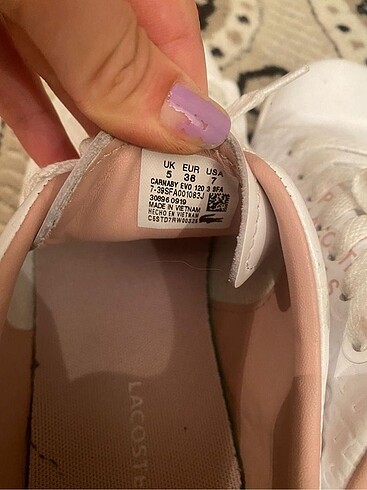 UK EUR USA
5 38 7
CARNABY EVO 120 3 SFA
7-39SFA001083J
30696 0919
MADE IN VIETNAM
HECHO EN VIETNAM
LACOSTE